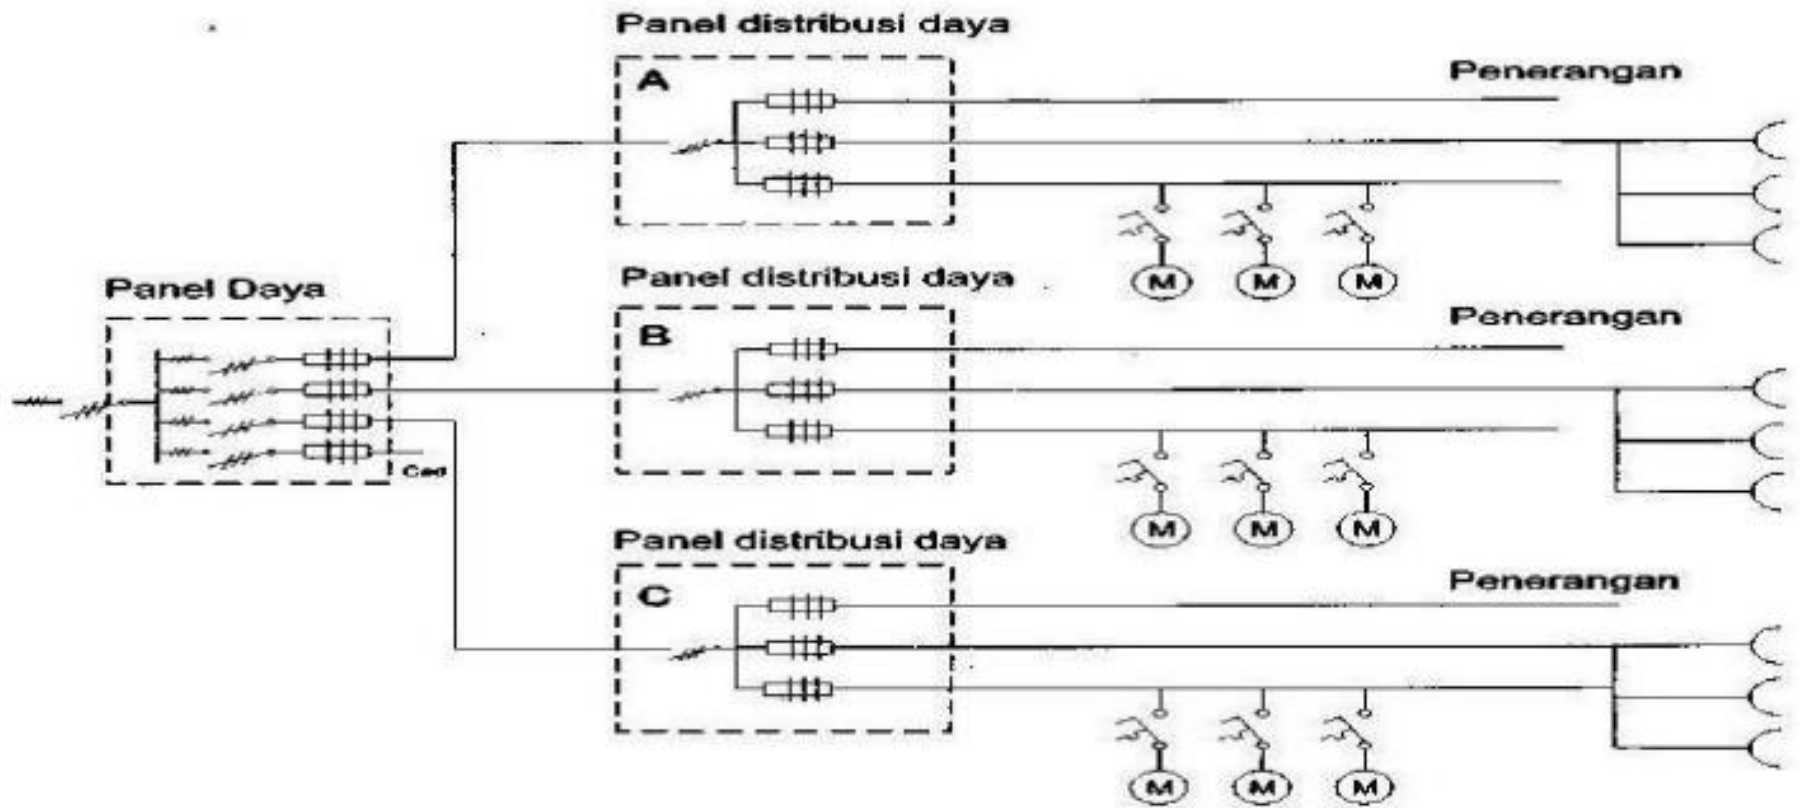 Panel distribusi daya
A
Penerangan
M M M
Panel Daya
Cad
Panel distribusi daya
B
Penerangan
M M M
Panel distribusi daya
C
Penerangan
M M M